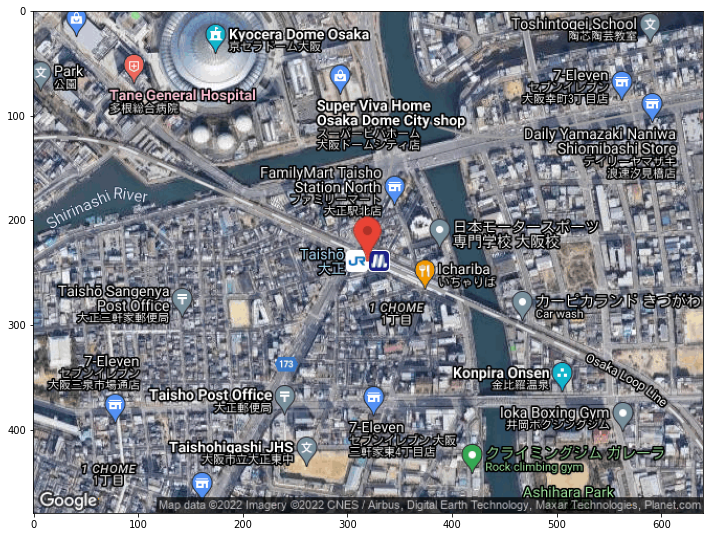 Toshintogei School
陶芯陶芸教室
Kyocera Dome Osaka
京セラドーム大阪
Park
公園
7-Eleven
セブンイレブン
大阪幸町3丁目店
Tane General Hospital
多根総合病院
Super Viva Home
Osaka Dome City shop
スーパービバホーム
大阪ドームシティ店
Daily Yamazaki Naniwa
Shiomibashi Store
デイリーヤマザキ
浪速汐見橋店
FamilyMart Taisho
Station North
ファミリーマート
大正駅北店
Shirinashi River
日本モータースポーツ
専門学校 大阪校
Taishō
大正
JR
Ichariba
いちゃりば
Taishō Sangenya
Post Office
大正三軒家郵便局
カーピカランド きづがわ
Car wash
1 CHOME
1丁目
7-Eleven
セブンイレブン
大阪三泉市場通店
173
Osaka Loop Line
Konpira Onsen
金比羅温泉
Taisho Post Office
大正郵便局
Ioka Boxing Gym
井岡ボクシングジム
7-Eleven
セブンイレブン大阪
三軒家東4丁目店
Taishohigashi JHS
大阪市立大正東中
クライミングジム ガレーラ
Rock climbing gym
1 CHOME
1丁目
Ashihara Park
Google
Map data ©2022 Imagery ©2022 CNES / Airbus, Digital Earth Technology, Maxar Technologies, Planet.com
0
100
200
300
400
0
100
200
300
400
500
600